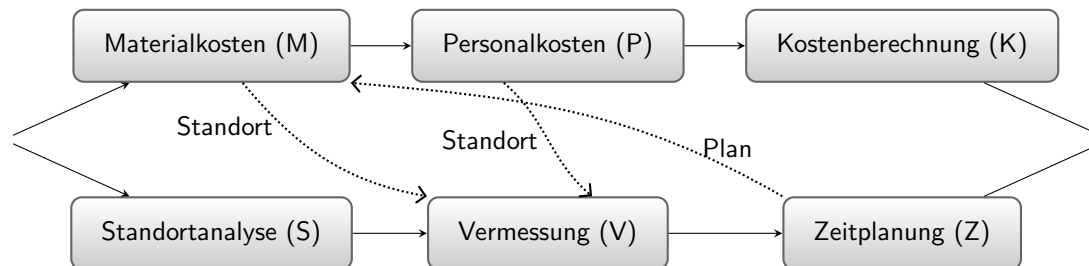 Materialkosten (M)
Personalkosten (P)
Kostenberechnung (K)
Standort
Standort
Plan
Standortanalyse (S)
Vermessung (V)
Zeitplanung (Z)